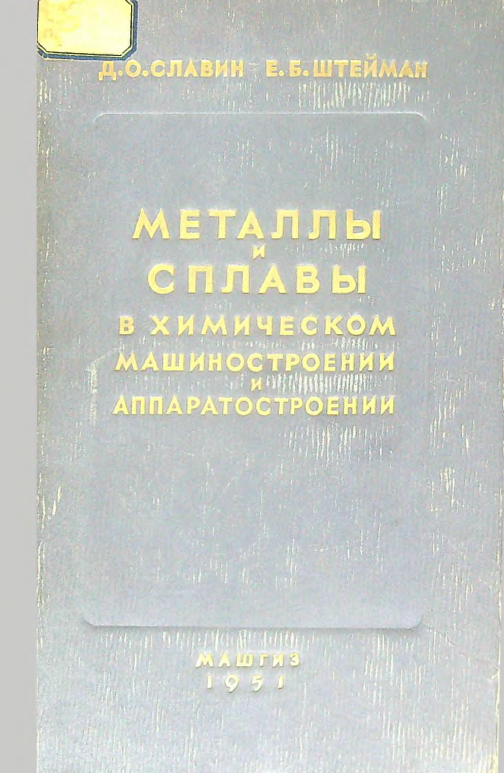 Д.О.СЛАВИН Е.Б.ШТЕЙМАН
МЕТАЛЛЫ
И
СПЛАВЫ
В ХИМИЧЕСКОМ
МАШИНОСТРОЕНИИ
И
АППАРАТОСТРОЕНИИ
МАШГИЗ
1951